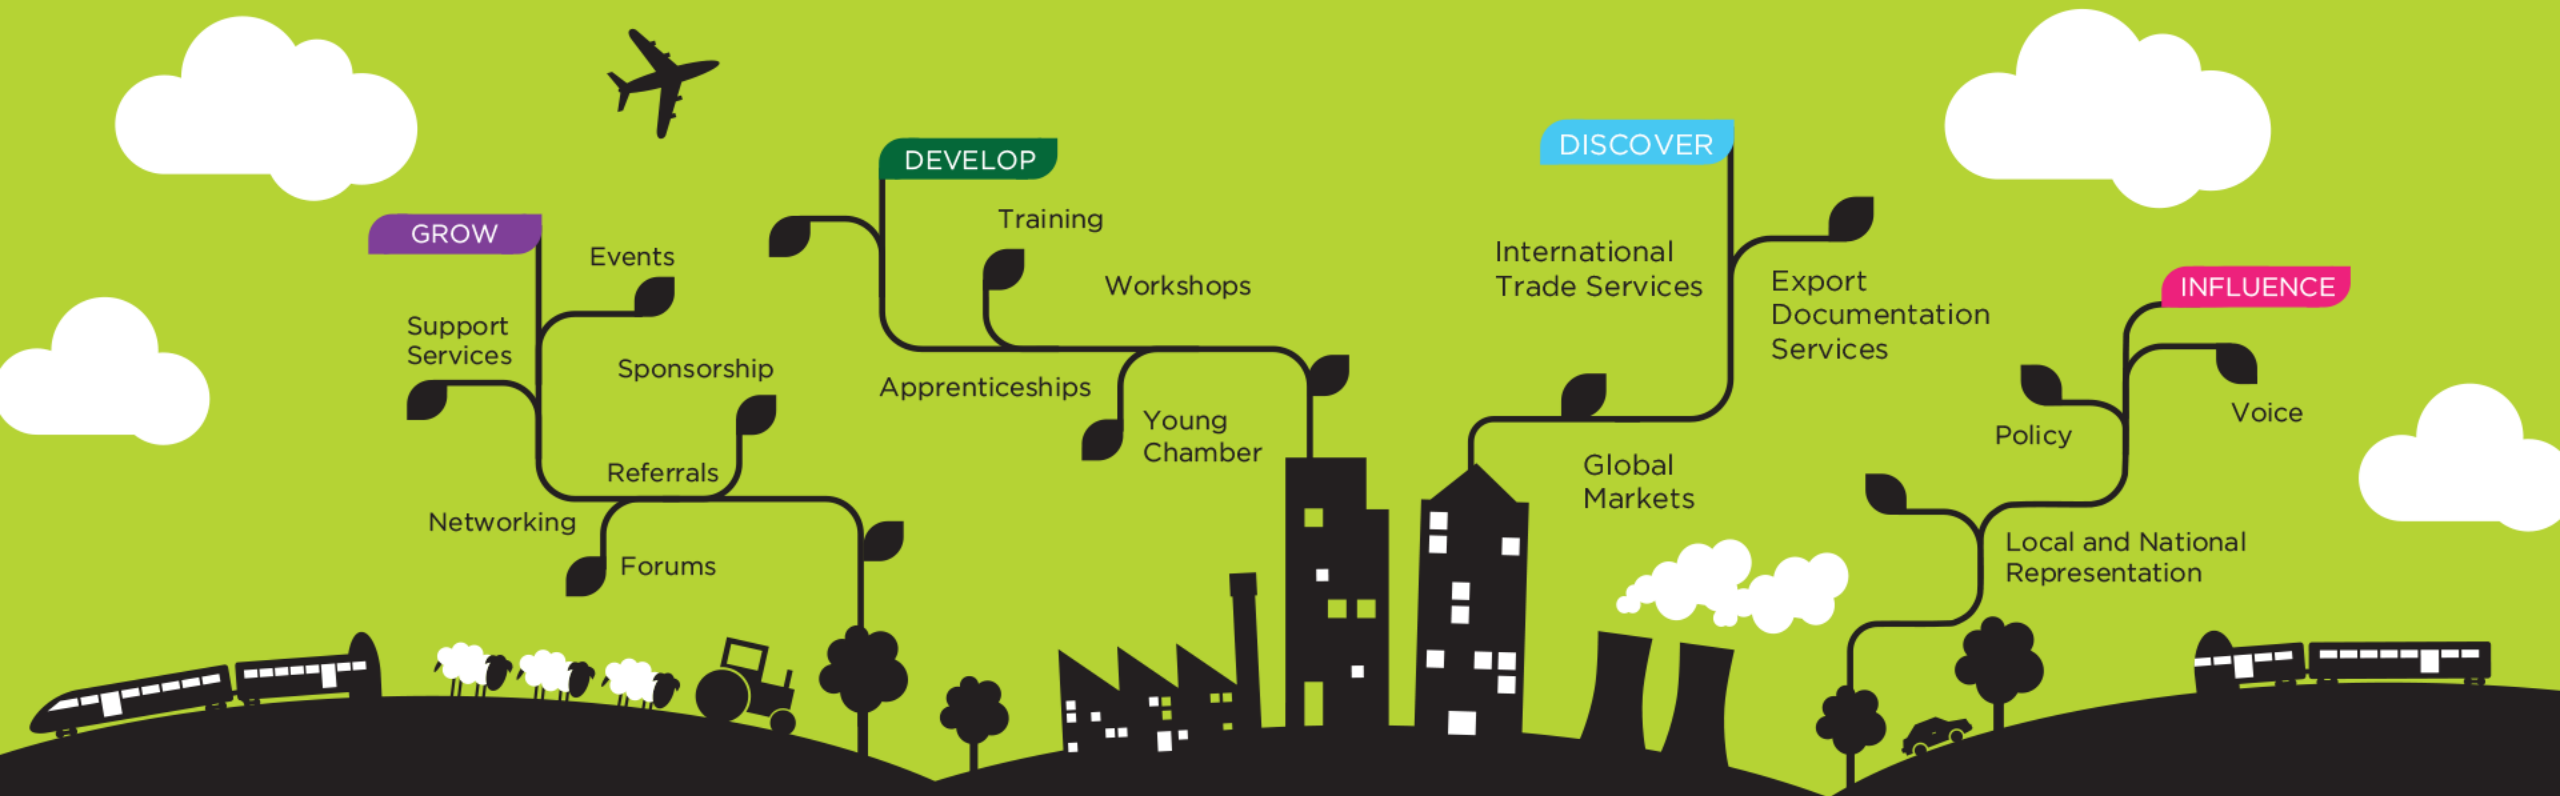 GROW
Events
Support
Services
Sponsorship
Referrals
Networking
Forums
DEVELOP
Training
Workshops
Apprenticeships
Young
Chamber
DISCOVER
International
Trade Services
Export
Documentation
Services
Global
Markets
INFLUENCE
Voice
Policy
Local and National
Representation